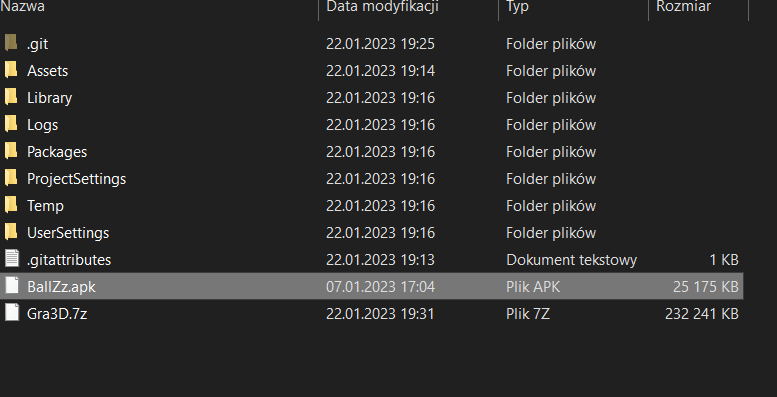 Nazwa Data modyfikacji Typ Rozmiar
.git 22.01.2023 19:25 Folder plików
Assets 22.01.2023 19:14 Folder plików
Library 22.01.2023 19:16 Folder plików
Logs 22.01.2023 19:16 Folder plików
Packages 22.01.2023 19:16 Folder plików
ProjectSettings 22.01.2023 19:16 Folder plików
Temp 22.01.2023 19:16 Folder plików
UserSettings 22.01.2023 19:16 Folder plików
.gitattributes 22.01.2023 19:13 Dokument tekstowy 1 KB
BallZz.apk 07.01.2023 17:04 Plik APK 25 175 KB
Gra3D.7z 22.01.2023 19:31 Plik 7Z 232 241 KB